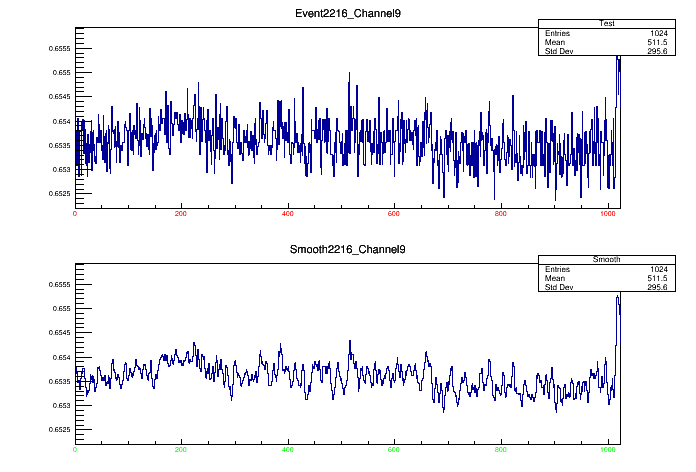 Event2216_Channel9
Test
Entries 1024
Mean 511.5
Std Dev 295.6
0.6555
0.655
0.6545
0.654
0.6535
0.653
0.6525
0 200 400 600 800 1000
Smooth2216_Channel9
Smooth
Entries 1024
Mean 511.5
Std Dev 295.6
0.6555
0.655
0.6545
0.654
0.6535
0.653
0.6525
0 200 400 600 800 1000